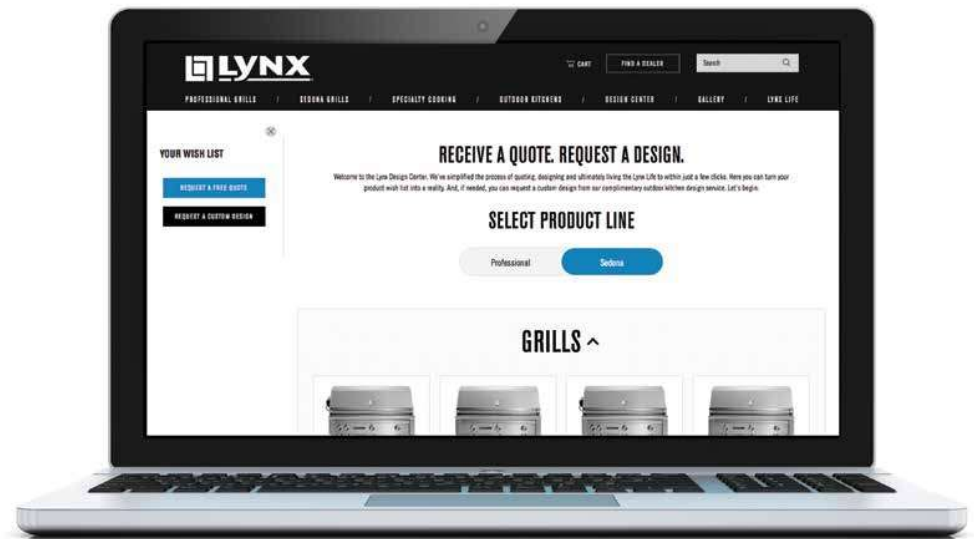 LYNX
CART
FIND A DEALER
Search
PROFESSIONAL GRILLS / SEDONA GRILLS / SPECIALTY COOKING / OUTDOOR KITCHENS / DESIGN CENTER / GALLERY / LYNX LIFE
YOUR WISH LIST
REQUEST A FREE QUOTE
REQUEST A CUSTOM DESIGN
RECEIVE A QUOTE. REQUEST A DESIGN.
Welcome to the Lynx Design Center. We've simplified the process of quoting, designing and ultimately living the Lynx Life to within just a few clicks. Here you can turn your
product wish list into a reality. And, if needed, you can request a custom design from our complimentary outdoor kitchen design service. Let's begin.
SELECT PRODUCT LINE
Professional
Sedona
GRILLS